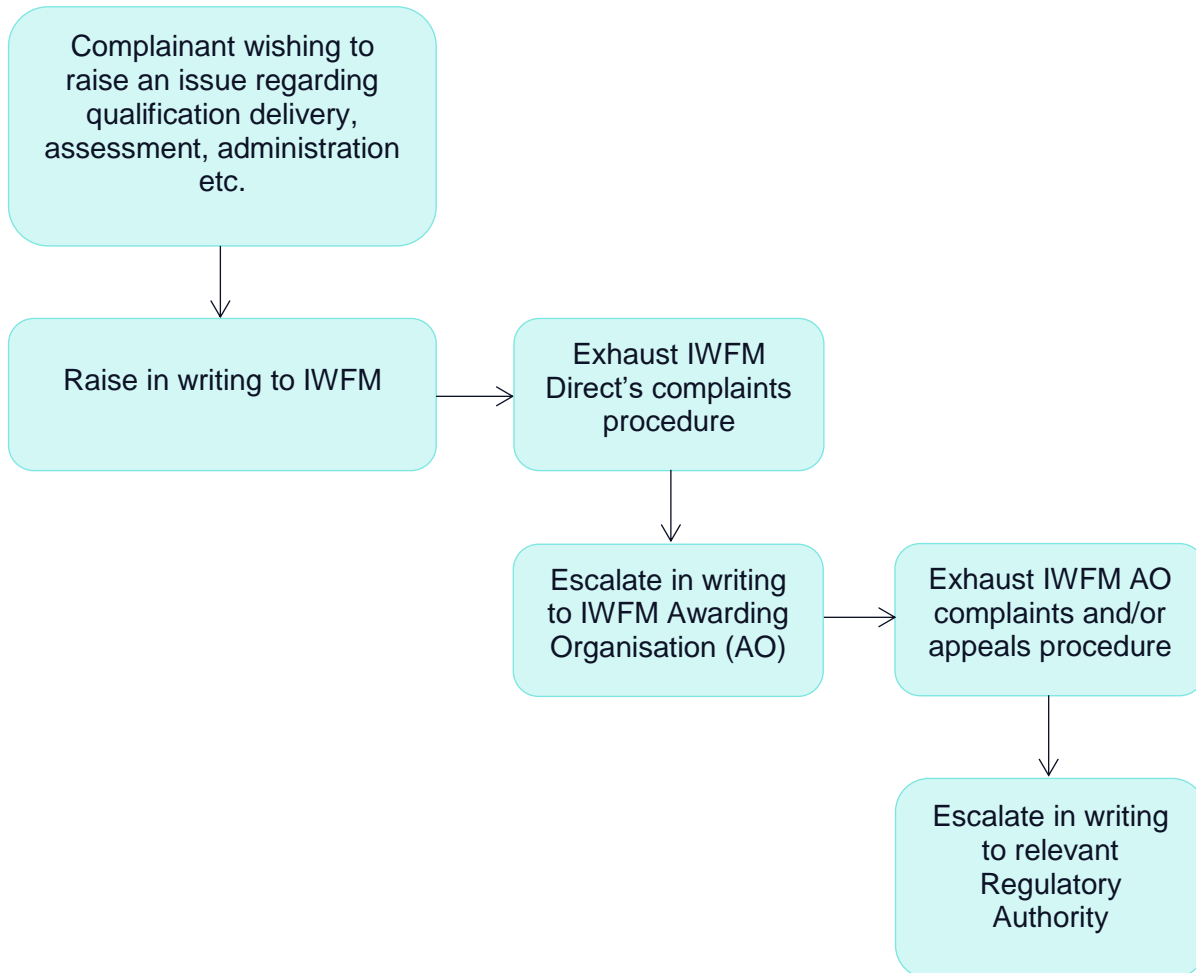 Complainant wishing to
raise an issue regarding
qualification delivery,
assessment, administration
etc.
Raise in writing to IWFM
Exhaust IWFM
Direct’s complaints
procedure
Escalate in writing
to IWFM Awarding
Organisation (AO)
Exhaust IWFM AO
complaints and/or
appeals procedure
Escalate in writing
to relevant
Regulatory
Authority